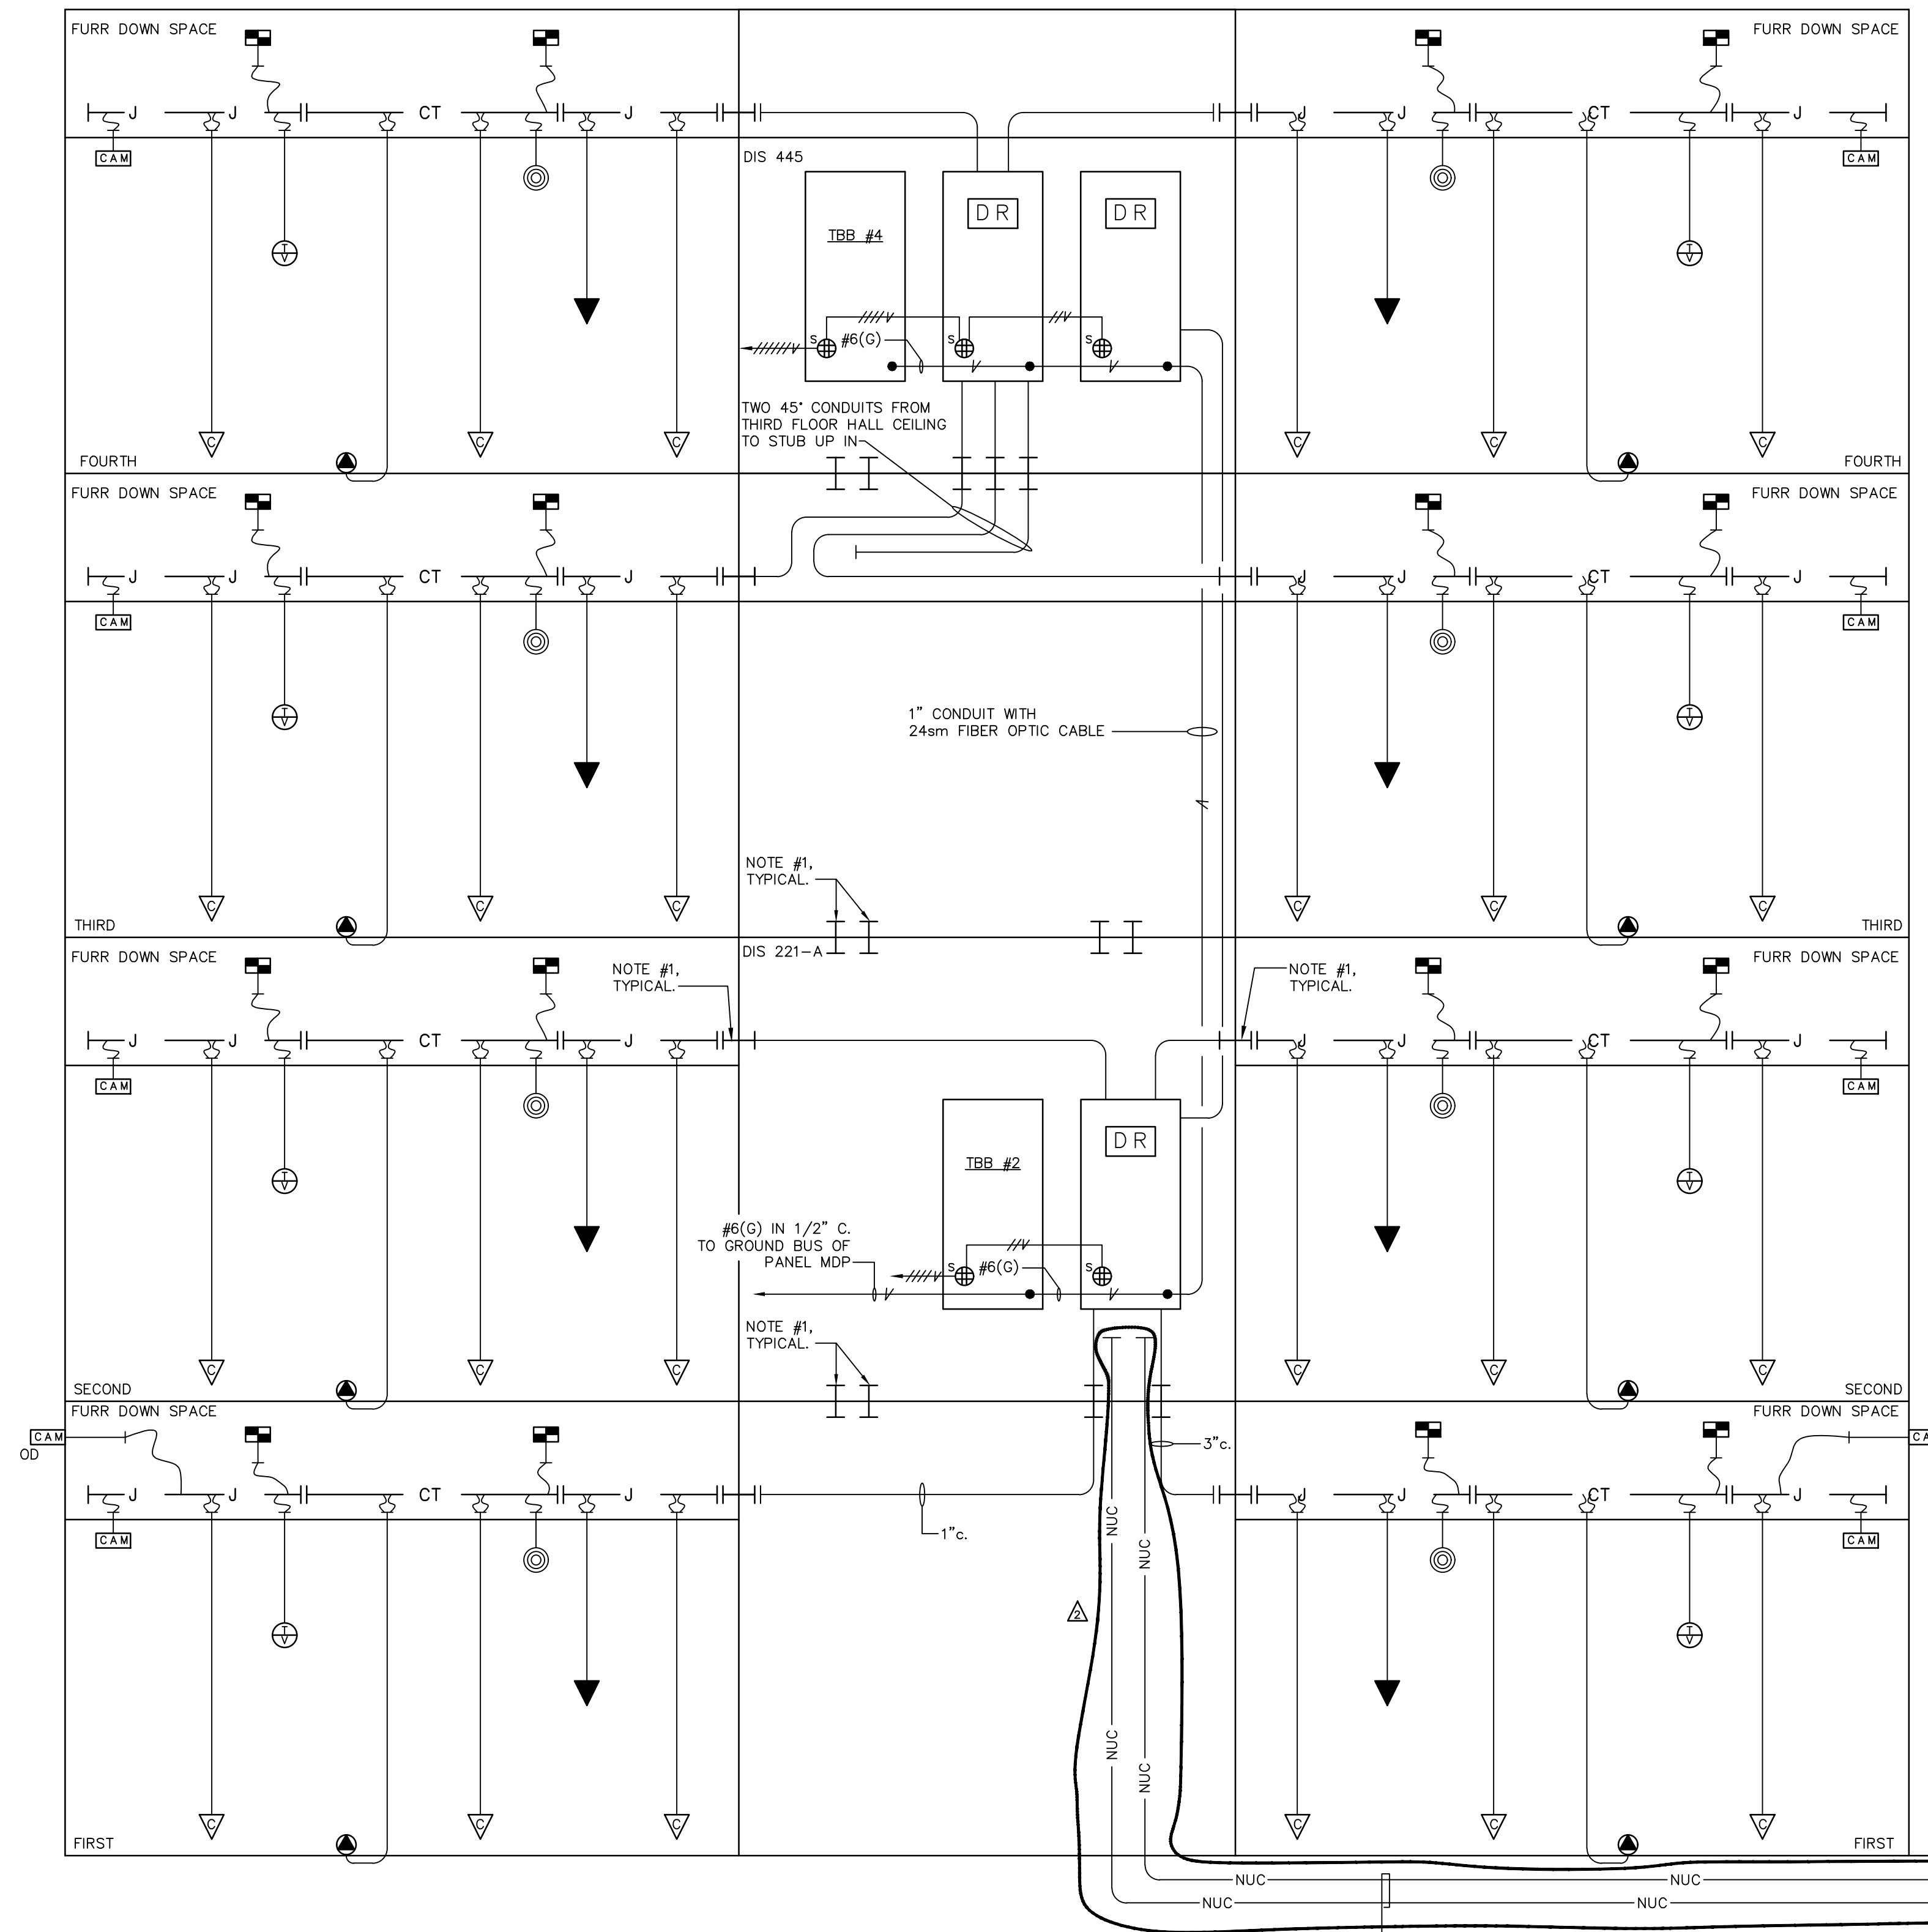 FURR DOWN SPACE
FURR DOWN SPACE
J J CT J
J J CT J
CAM
CAM
DIS 445
DR
DR
TBB #4
T/V
T/V
S #6(G)
S
S
TWO 45° CONDUITS FROM
THIRD FLOOR HALL CEILING
TO STUB UP IN
C C C
C C C
FOURTH
FOURTH
FURR DOWN SPACE
FURR DOWN SPACE
J J CT J
J J CT J
CAM
CAM
T/V
T/V
1" CONDUIT WITH
24sm FIBER OPTIC CABLE
NOTE #1,
TYPICAL.
C C C
C C C
THIRD
THIRD
FURR DOWN SPACE
DIS 221-A
FURR DOWN SPACE
NOTE #1,
TYPICAL.
NOTE #1,
TYPICAL.
J J CT J
J J CT J
CAM
CAM
DR
TBB #2
T/V
T/V
#6(G) IN 1/2" C.
TO GROUND BUS OF
PANEL MDP
S #6(G)
S
NOTE #1,
TYPICAL.
C C C
C C C
SECOND
SECOND
FURR DOWN SPACE
FURR DOWN SPACE
CAM
OD
3"c.
J J CT J
J J CT J
1"c.
CAM
CAM
NUC
NUC
2
T/V
T/V
NUC
NUC
C C C
C C C
FIRST
FIRST
NUC NUC
NUC NUC